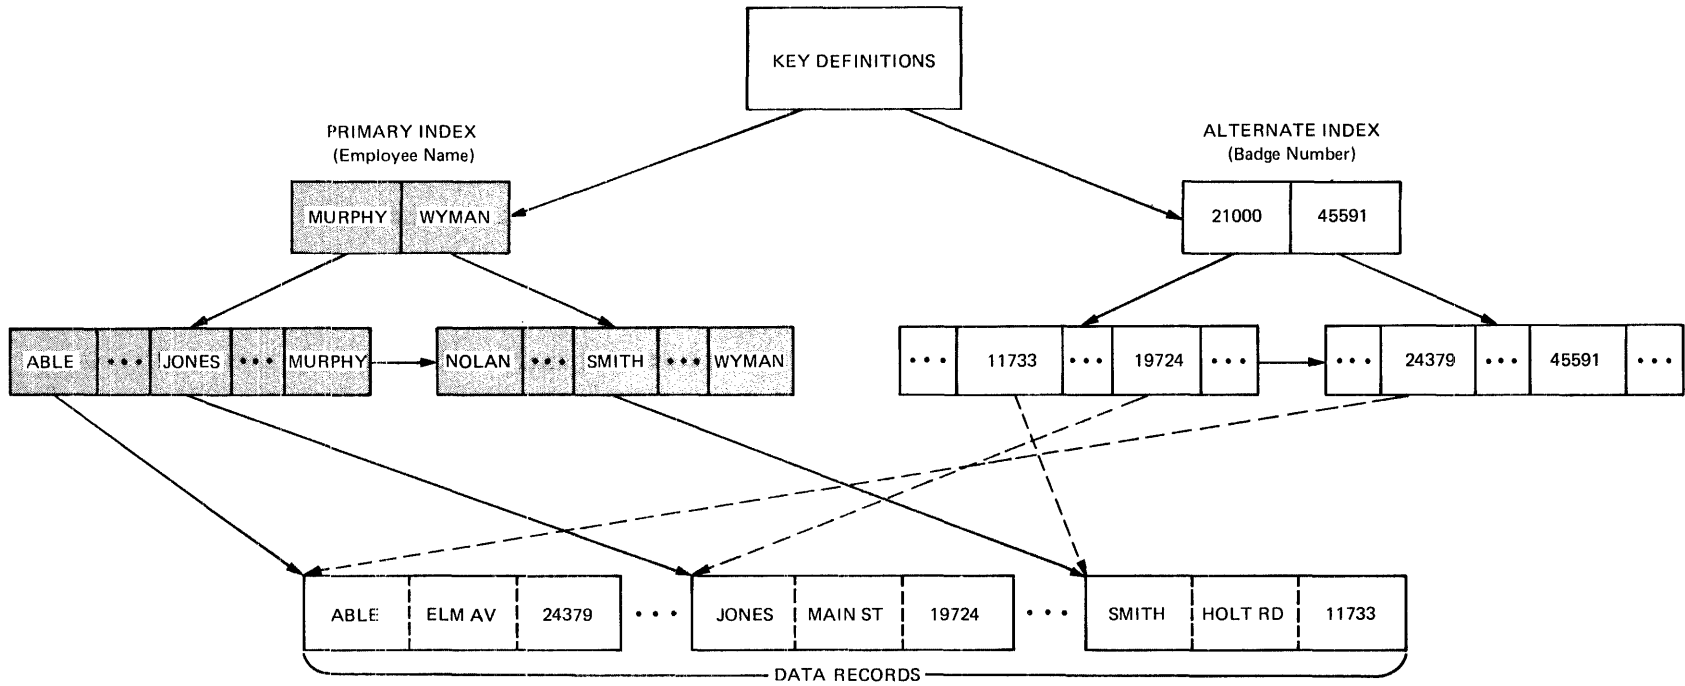 KEY DEFINITIONS
PRIMARY INDEX
(Employee Name)
ALTERNATE INDEX
(Badge Number)
MURPHY WYMAN
21000 45591
ABLE ••• JONES ••• MURPHY
NOLAN ••• SMITH ••• WYMAN
••• 11733 ••• 19724 •••
••• 24379 ••• 45591 •••
ABLE ELM AV 24379 ••• JONES MAIN ST 19724 ••• SMITH HOLT RD 11733
DATA RECORDS